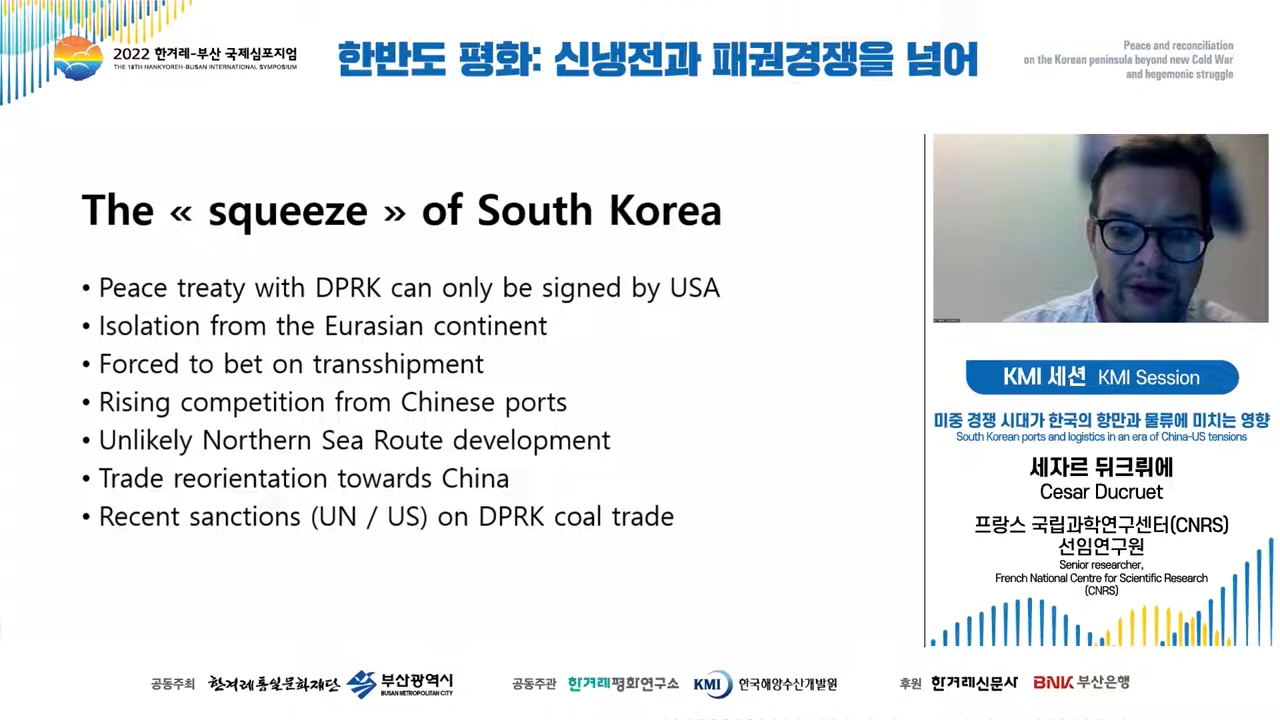 2022 한겨레-부산 국제심포지엄
THE 18TH HANKYOREH-BUSAN INTERNATIONAL SYMPOSIUM
한반도 평화: 신냉전과 패권경쟁을 넘어
Peace and reconciliation
on the Korean peninsula beyond new Cold War
and hegemonic struggle
The « squeeze » of South Korea
• Peace treaty with DPRK can only be signed by USA
• Isolation from the Eurasian continent
• Forced to bet on transshipment
• Rising competition from Chinese ports
• Unlikely Northern Sea Route development
• Trade reorientation towards China
• Recent sanctions (UN / US) on DPRK coal trade
KMI 세션 KMI Session
미중 경쟁 시대가 한국의 항만과 물류에 미치는 영향
South Korean ports and logistics in an era of China-US tensions
세자르 뒤크뤼에
Cesar Ducruet
프랑스 국립과학연구센터(CNRS)
선임연구원
Senior researcher,
French National Centre for Scientific Research
(CNRS)
공동주최 한겨레통일문화재단 부산광역시
BUSAN METROPOLITAN CITY
공동주관 한겨레평화연구소 KMI 한국해양수산개발원
후원 한겨레신문사 BNK 부산은행